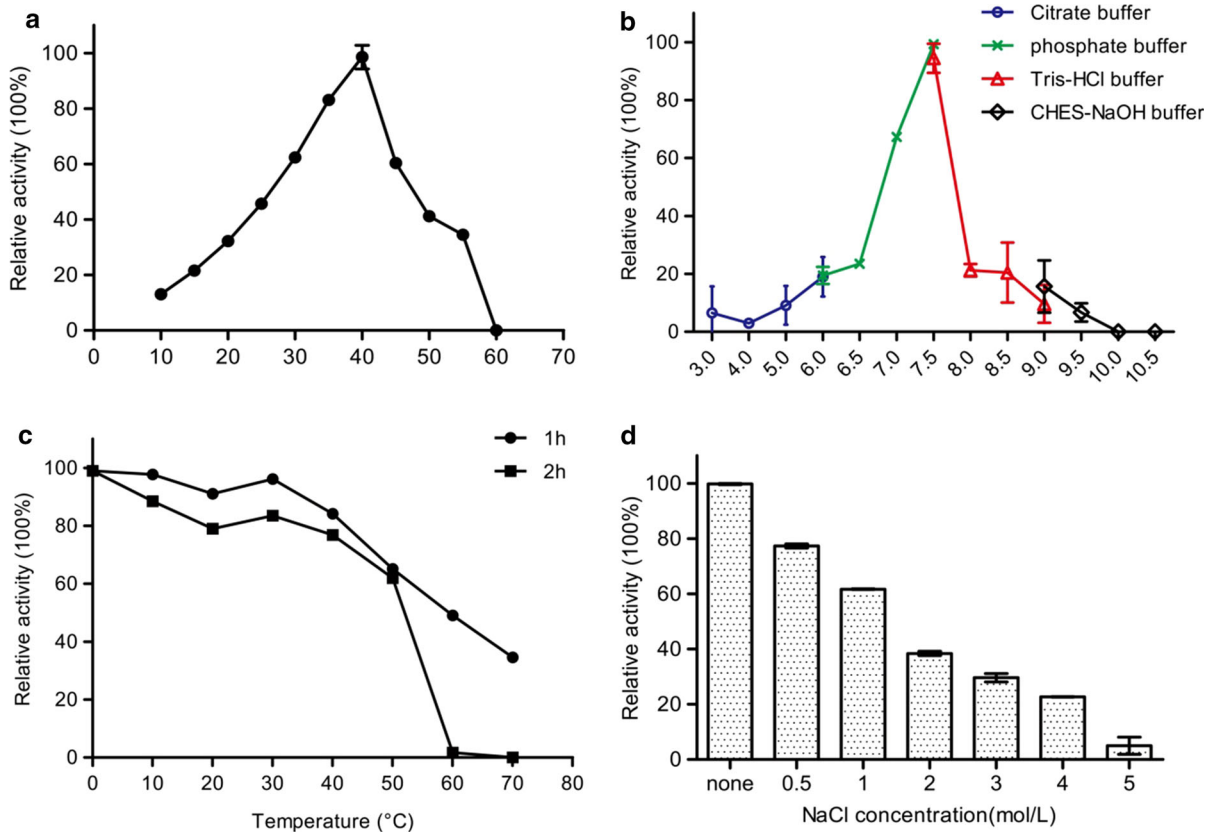 a
Relative activity (100%)
100
80
60
40
20
0
0 10 20 30 40 50 60 70
b
Citrate buffer
phosphate buffer
Tris-HCl buffer
CHES-NaOH buffer
Relative activity (100%)
100
80
60
40
20
0
3.0 4.0 5.0 6.0 6.5 7.0 7.5 8.0 8.5 9.0 9.5 10.0 10.5
c
1h
2h
Relative activity (100%)
100
80
60
40
20
0
0 10 20 30 40 50 60 70 80
Temperature (°C)
d
Relative activity (100%)
100
80
60
40
20
0
none 0.5 1 2 3 4 5
NaCl concentration(mol/L)